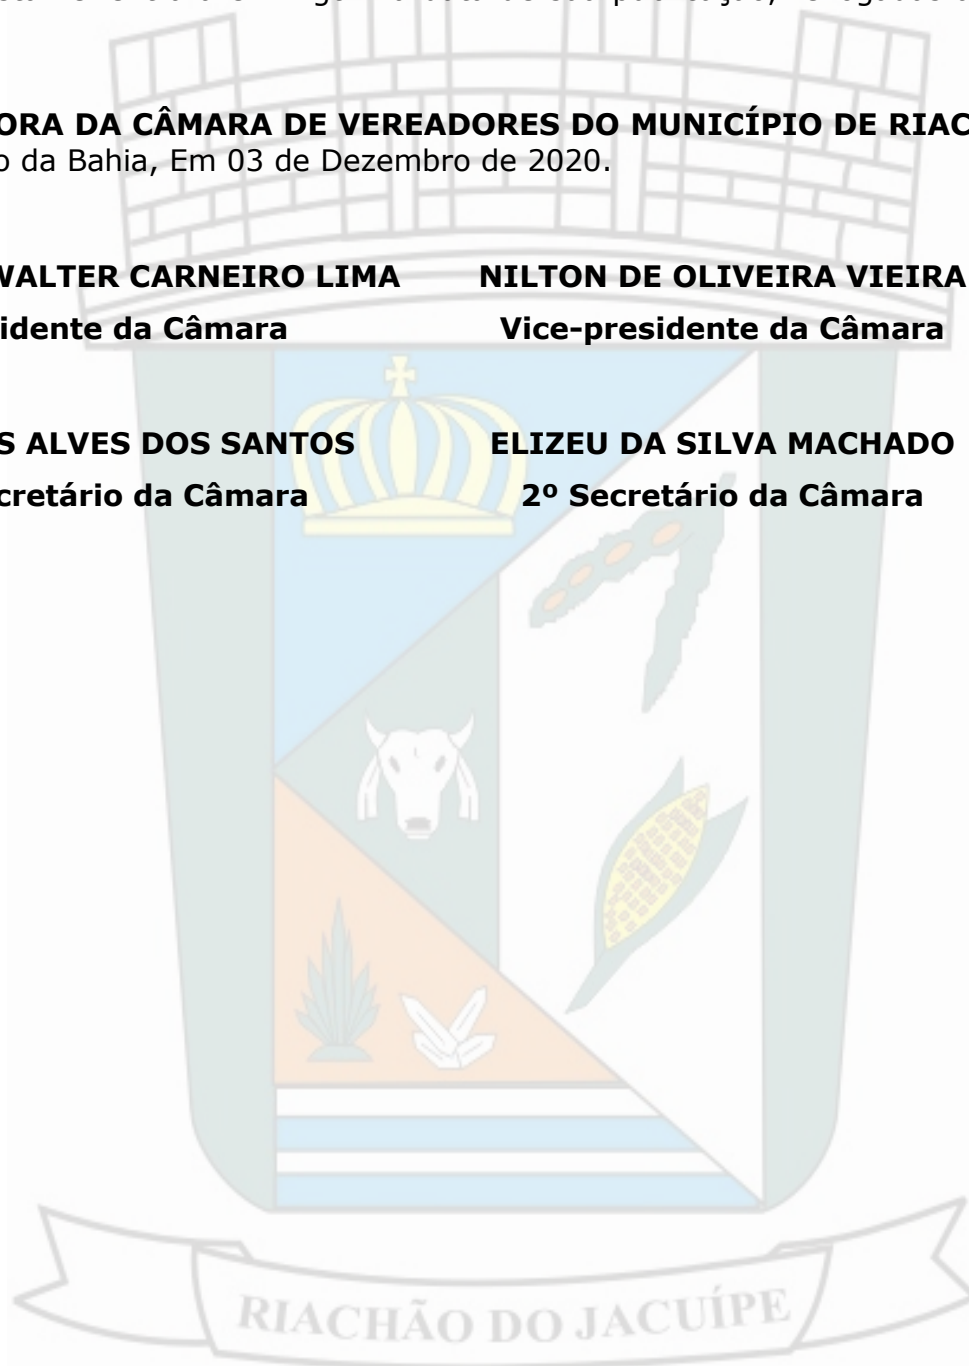 ORA DA CÂMARA DE VEREADORES DO MUNICÍPIO DE RIAC
o da Bahia, Em 03 de Dezembro de 2020.
WALTER CARNEIRO LIMA NILTON DE OLIVEIRA VIEIRA
idente da Câmara Vice-presidente da Câmara
S ALVES DOS SANTOS ELIZEU DA SILVA MACHADO
cretário da Câmara 2º Secretário da Câmara
RIACHÃO DO JACUÍPE